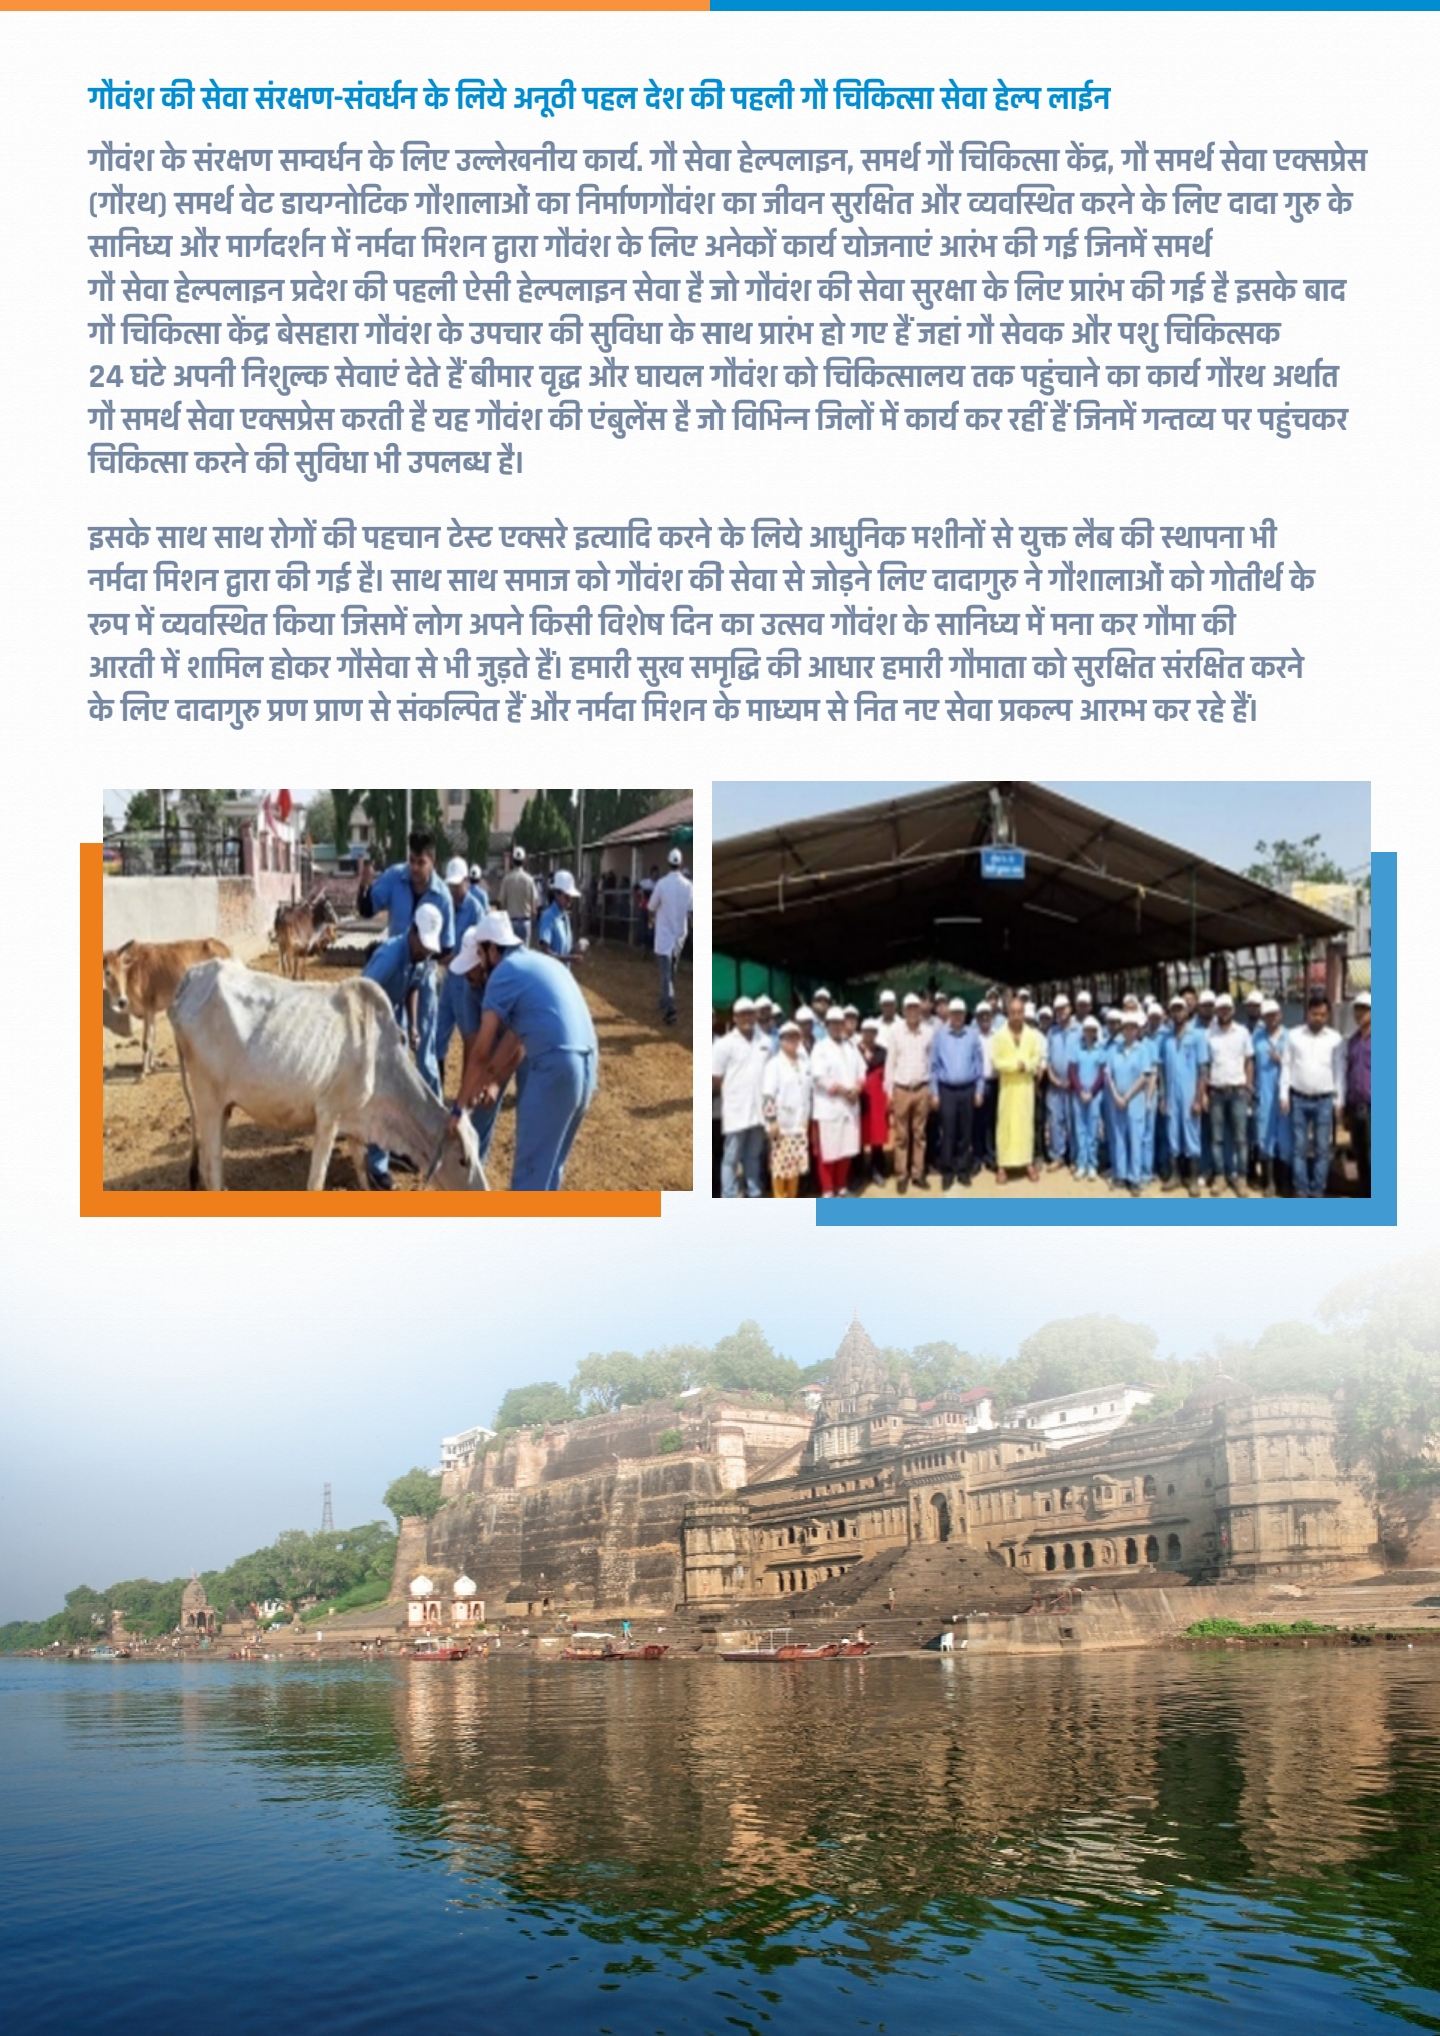 गौवंश की सेवा संरक्षण-संवर्धन के लिये अनूठी पहल देश की पहली गौ चिकित्सा सेवा हेल्प लाईन
गौवंश के संरक्षण सम्वर्धन के लिए उल्लेखनीय कार्य. गौ सेवा हेल्पलाइन, समर्थ गौ चिकित्सा केंद्र, गौ समर्थ सेवा एक्सप्रेस
(गौरथ) समर्थ वेट डायग्नोटिक गौशालाओं का निर्माणगौवंश का जीवन सुरक्षित और व्यवस्थित करने के लिए दादा गुरु के
सानिध्य और मार्गदर्शन में नर्मदा मिशन द्वारा गौवंश के लिए अनेकों कार्य योजनाएं आरंभ की गई जिनमें समर्थ
गौ सेवा हेल्पलाइन प्रदेश की पहली ऐसी हेल्पलाइन सेवा है जो गौवंश की सेवा सुरक्षा के लिए प्रारंभ की गई है इसके बाद
गौ चिकित्सा केंद्र बेसहारा गौवंश के उपचार की सुविधा के साथ प्रारंभ हो गए हैं जहां गौ सेवक और पशु चिकित्सक
24 घंटे अपनी निशुल्क सेवाएं देते हैं बीमार वृद्ध और घायल गौवंश को चिकित्सालय तक पहुंचाने का कार्य गौरथ अर्थात
गौ समर्थ सेवा एक्सप्रेस करती है यह गौवंश की एंबुलेंस है जो विभिन्न जिलों में कार्य कर रहीं हैं जिनमें गन्तव्य पर पहुंचकर
चिकित्सा करने की सुविधा भी उपलब्ध है।
इसके साथ साथ रोगों की पहचान टेस्ट एक्सरे इत्यादि करने के लिये आधुनिक मशीनों से युक्त लैब की स्थापना भी
नर्मदा मिशन द्वारा की गई है। साथ साथ समाज को गौवंश की सेवा से जोड़ने लिए दादागुरु ने गौशालाओं को गोतीर्थ के
रूप में व्यवस्थित किया जिसमें लोग अपने किसी विशेष दिन का उत्सव गौवंश के सानिध्य में मना कर गौमा की
आरती में शामिल होकर गौसेवा से भी जुड़ते हैं। हमारी सुख समृद्धि की आधार हमारी गौमाता को सुरक्षित संरक्षित करने
के लिए दादागुरु प्रण प्राण से संकल्पित हैं और नर्मदा मिशन के माध्यम से नित नए सेवा प्रकल्प आरम्भ कर रहे हैं।